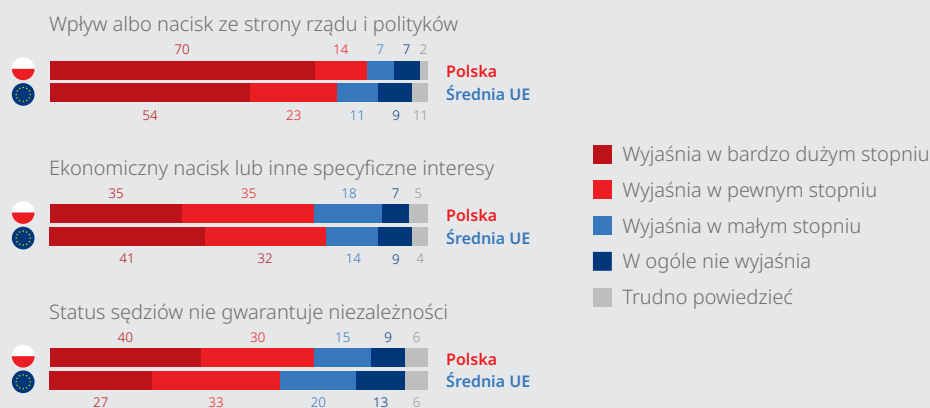 Wpływ albo nacisk ze strony rządu i polityków
70 14 7 7 2
Polska
Średnia UE
54 23 11 9 11
Ekonomiczny nacisk lub inne specyficzne interesy
35 35 18 7 5
Polska
Średnia UE
41 32 14 9 4
Status sędziów nie gwarantuje niezależności
40 30 15 9 6
Polska
Średnia UE
27 33 20 13 6
Wyjaśnia w bardzo dużym stopniu
Wyjaśnia w pewnym stopniu
Wyjaśnia w małym stopniu
W ogóle nie wyjaśnia
Trudno powiedzieć